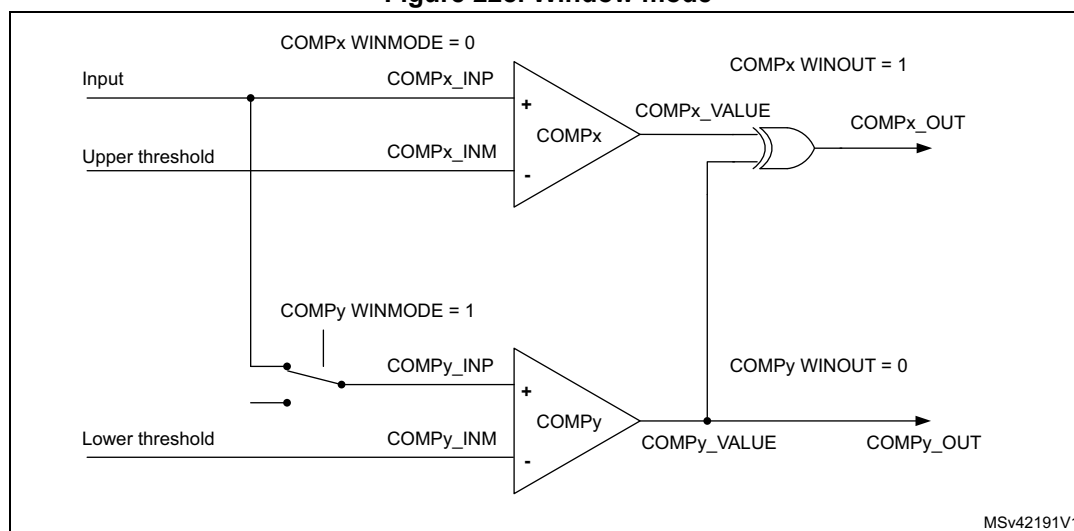 COMPx WINMODE = 0
COMPx WINOUT = 1
Input
COMPx_INP
+
COMPx
COMPx_VALUE
COMPx_OUT
Upper threshold
COMPx_INM
-
COMPy WINMODE = 1
COMPy_INP
COMPy WINOUT = 0
+
COMPy
Lower threshold
COMPy_INM
-
COMPy_VALUE
COMPy_OUT
MSv42191V1